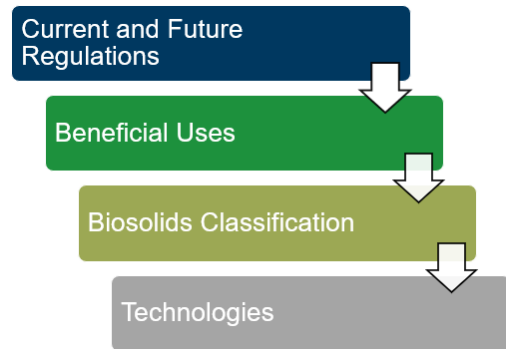 Current and Future
Regulations
Beneficial Uses
Biosolids Classification
Technologies